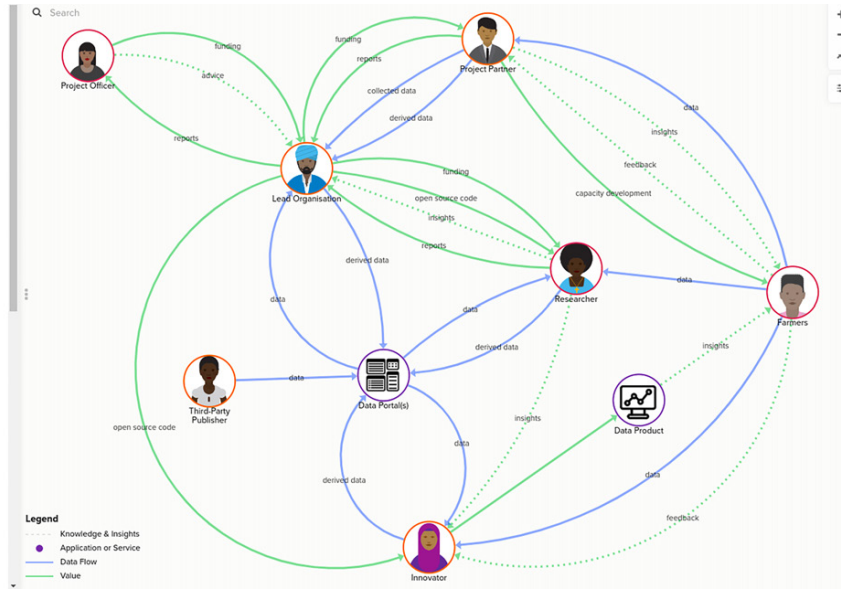 Search
Project Officer
Project Partner
funding
advice
reports
funding
reports
collected data
derived data
data
insights
feedback
capacity development
Lead Organisation
funding
open source code
insights
reports
derived data
data
Researcher
data
Farmers
data
derived data
Third-Party
Publisher
data
Data Portal(s)
insights
Data Product
insights
open source code
data
derived data
data
feedback
Innovator
Legend
Knowledge & Insights
Application or Service
Data Flow
Value